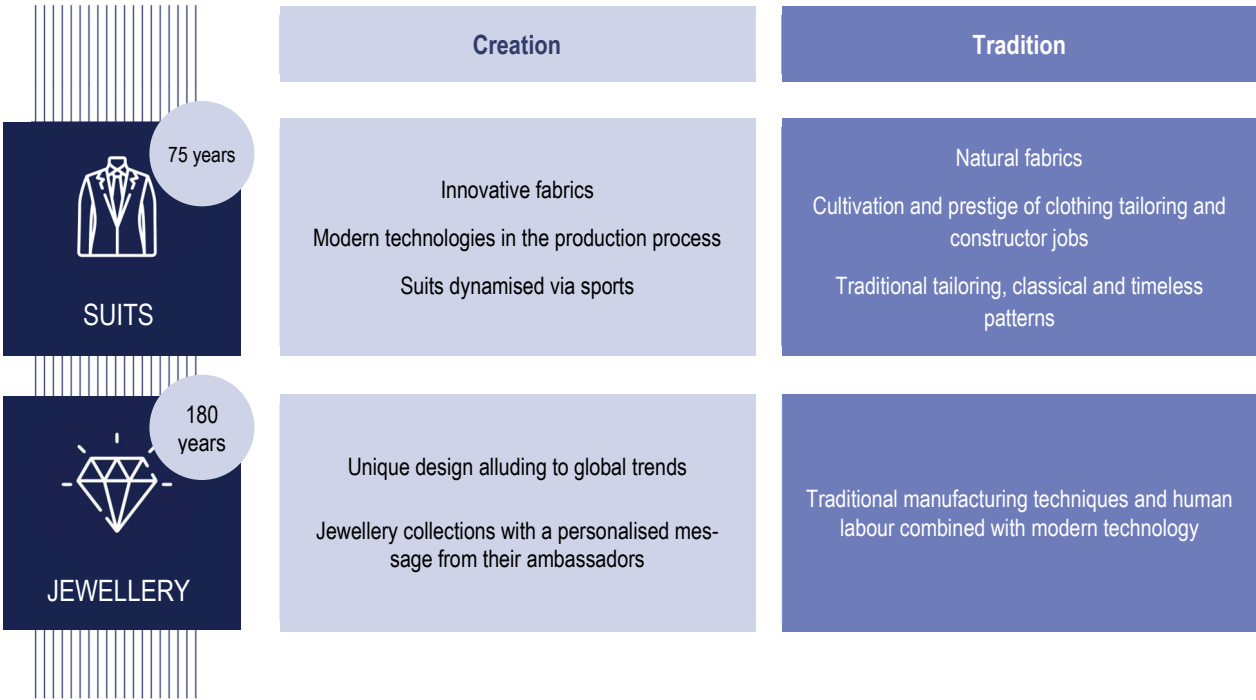 Creation
Tradition
75 years
SUITS
Innovative fabrics
Modern technologies in the production process
Suits dynamised via sports
Natural fabrics
Cultivation and prestige of clothing tailoring and
constructor jobs
Traditional tailoring, classical and timeless
patterns
180
years
JEWELLERY
Unique design alluding to global trends
Jewellery collections with a personalised mes-
sage from their ambassadors
Traditional manufacturing techniques and human
labour combined with modern technology